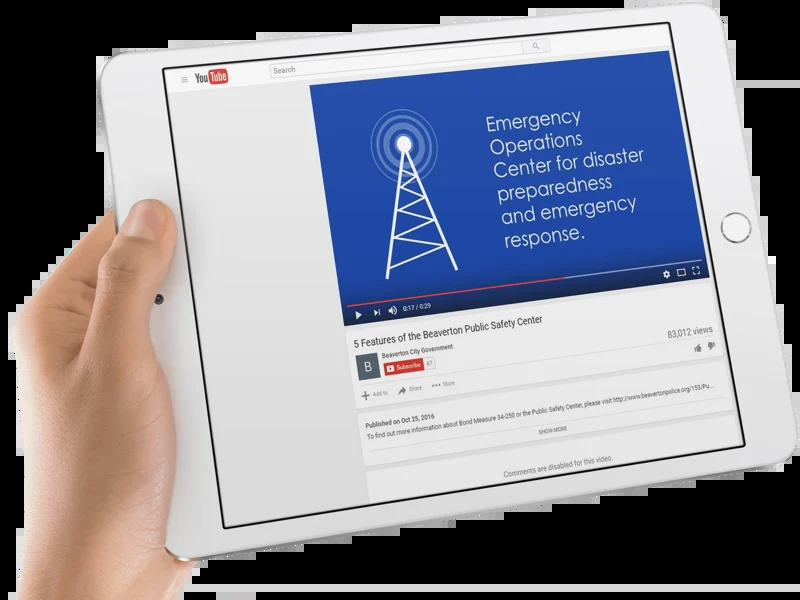 YouTube
Search
Emergency
Operations
Center for disaster
preparedness
and emergency
response.
0:17 / 0:29
5 Features of the Beaverton Public Safety Center
B
Beaverton City Government
Subscribe 67
83,012 views
Add to Share More
Published on Oct 25, 2016
To find out more information about Bond Measure 34-250 or the Public Safety Center, please visit http://www.beavertonpolice.org/153/Pu...
SHOW MORE
Comments are disabled for this video.